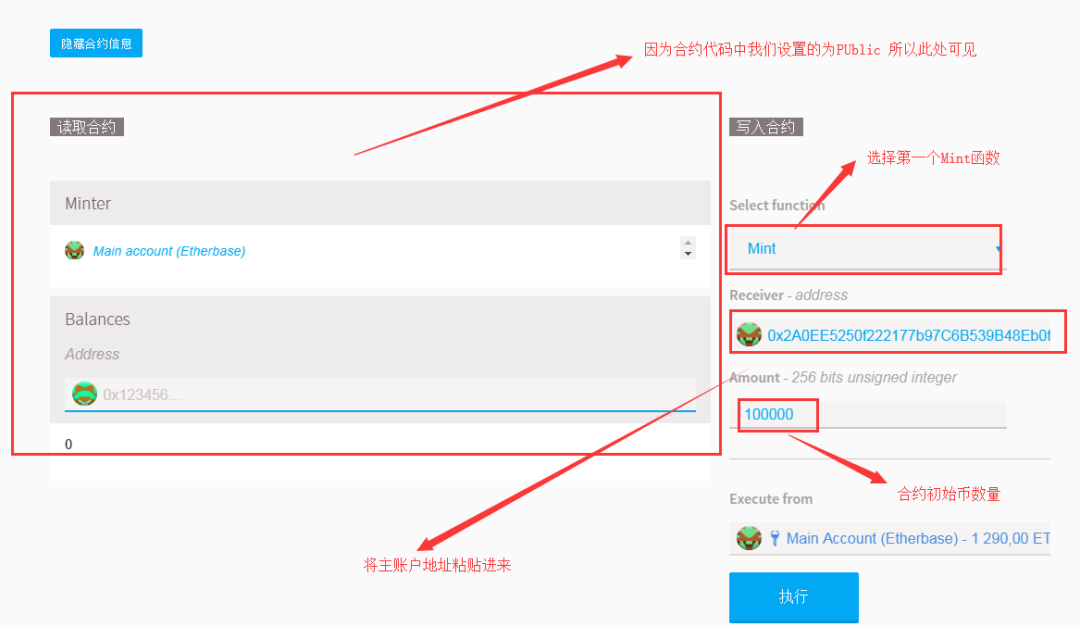 隐藏合约信息
因为合约代码中我们设置的为PUblic 所以此处可见
读取合约
写入合约
选择第一个Mint函数
Minter
Select function
Main account (Etherbase)
Mint
Receiver - address
Balances
0x2A0EE5250f222177b97C6B539B48Eb0f
Address
Amount - 256 bits unsigned integer
0x123456...
100000
0
合约初始币数量
Execute from
Main Account (Etherbase) - 1 290,00 ET
将主账户地址粘贴进来
执行